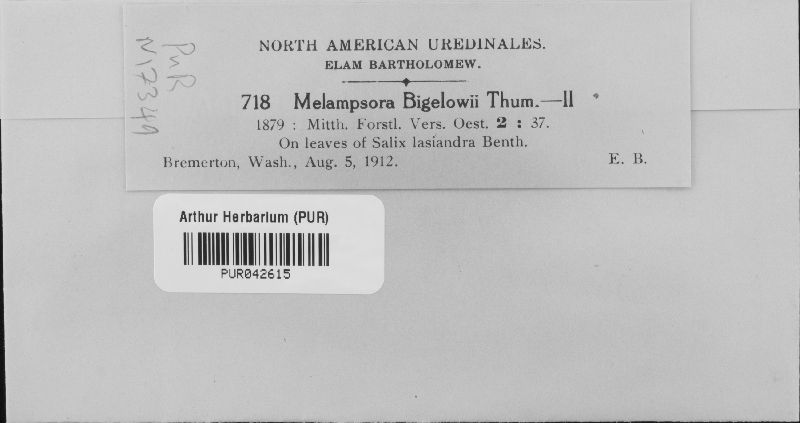 PUR
N17349
NORTH AMERICAN UREDINALES.
ELAM BARTHOLOMEW.
718 Melampsora Bigelowii Thum.—II
1879 : Mitth. Forstl. Vers. Oest. 2 : 37.
On leaves of Salix lasiandra Benth.
Bremerton, Wash., Aug. 5, 1912. E. B.
Arthur Herbarium (PUR)
PUR042615